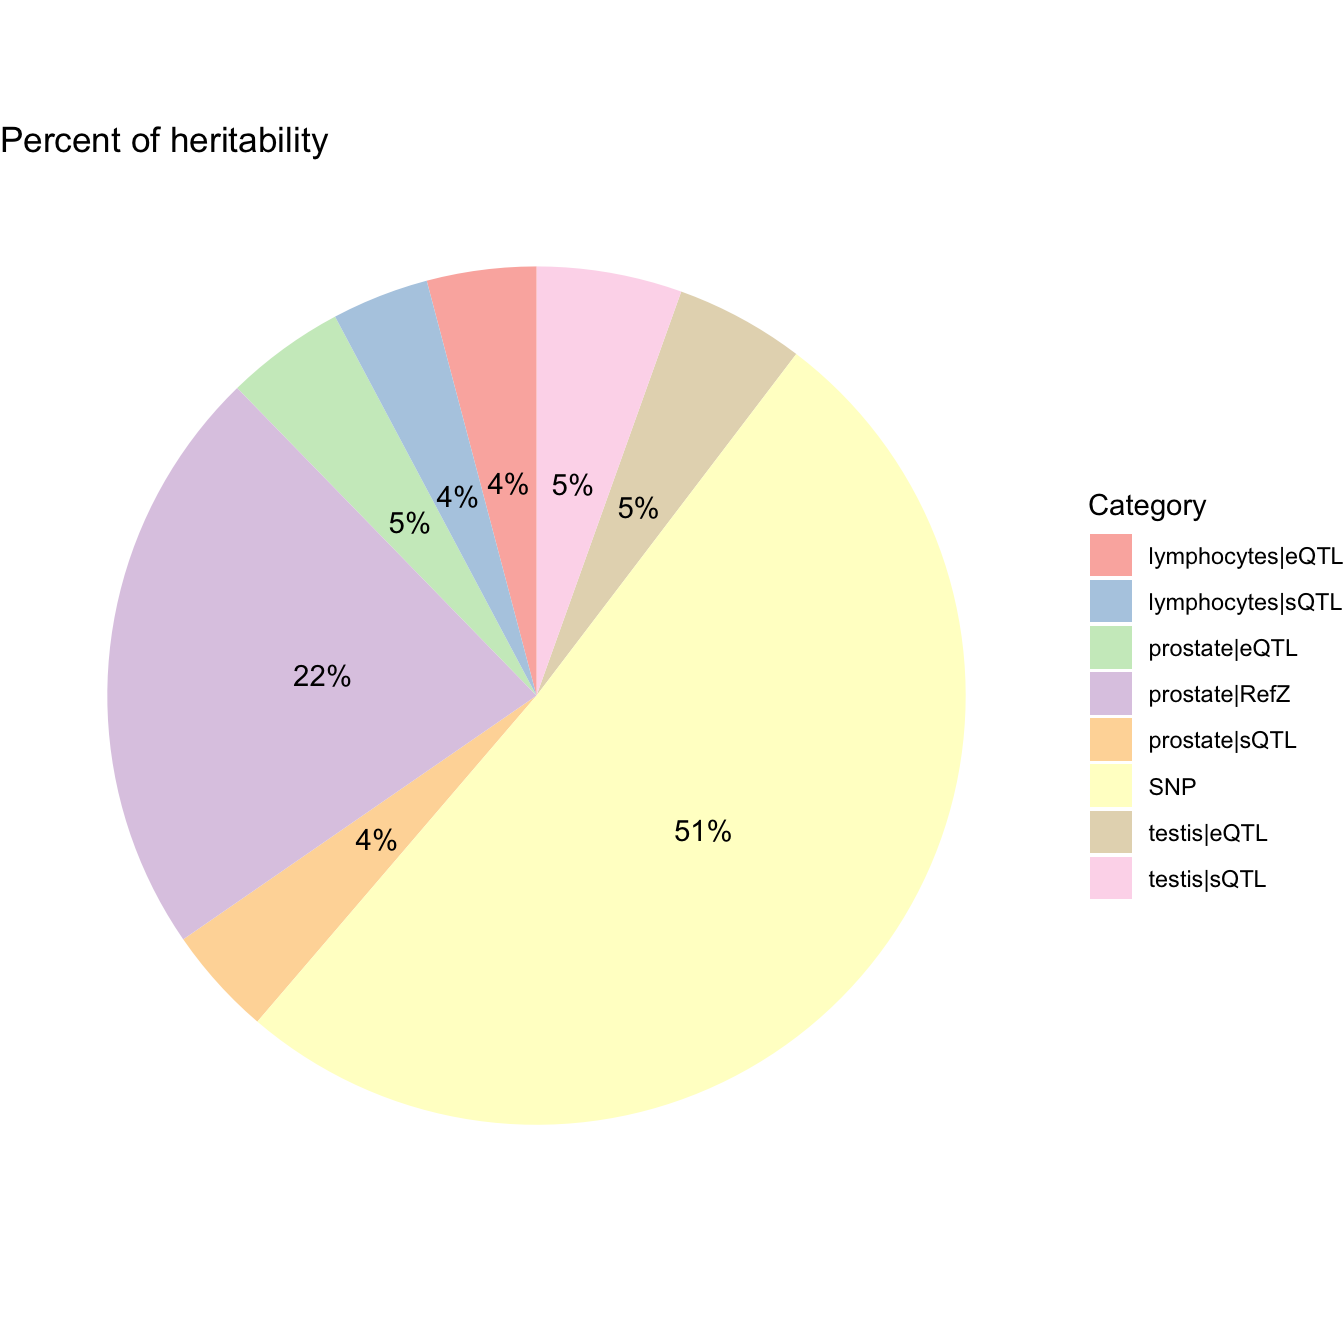 Percent of heritability
4%
4%
5%
5%
5%
22%
4%
51%
Category
lymphocytes|eQTL
lymphocytes|sQTL
prostate|eQTL
prostate|RefZ
prostate|sQTL
SNP
testis|eQTL
testis|sQTL